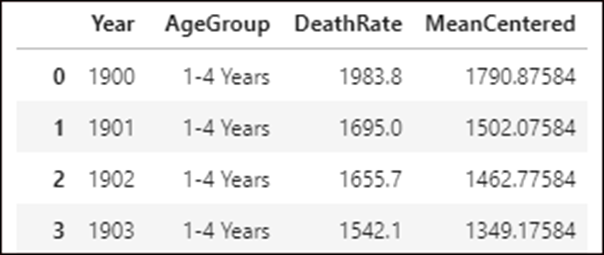 Year AgeGroup DeathRate MeanCentered
0 1900 1-4 Years 1983.8 1790.87584
1 1901 1-4 Years 1695.0 1502.07584
2 1902 1-4 Years 1655.7 1462.77584
3 1903 1-4 Years 1542.1 1349.17584